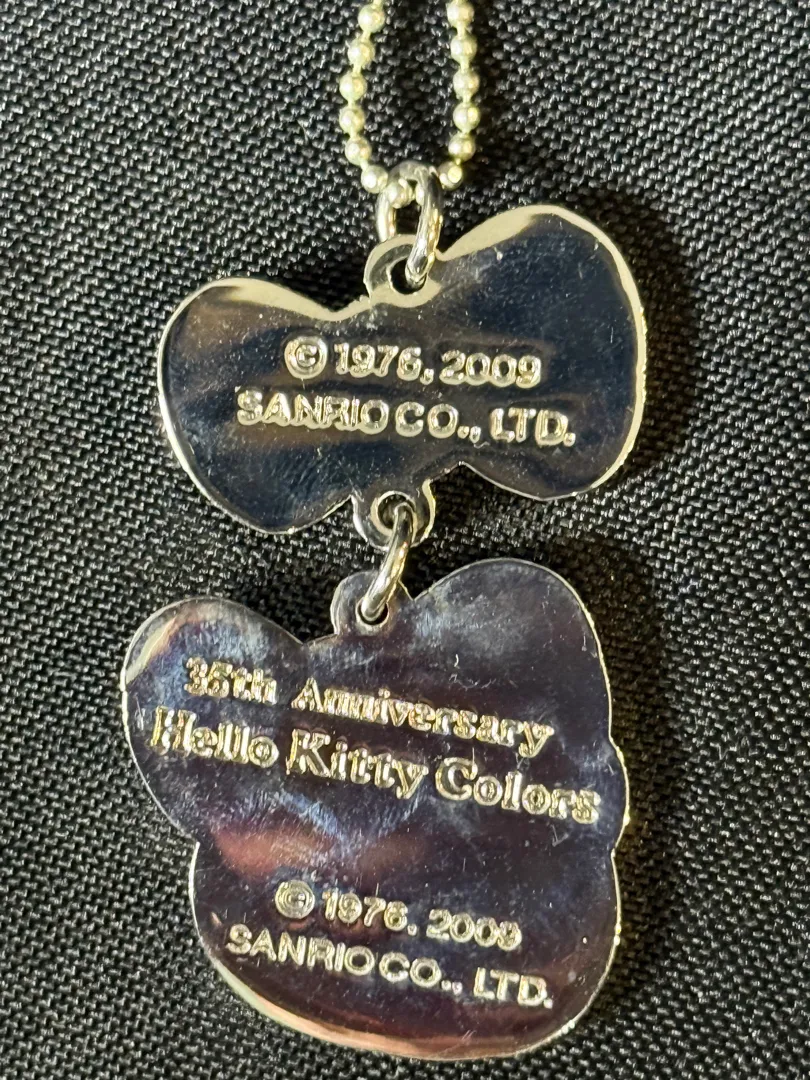 © 1976, 2009
SANRIO CO., LTD.
35th Anniversary
Hello Kitty Colors
© 1976, 2009
SANRIO CO., LTD.